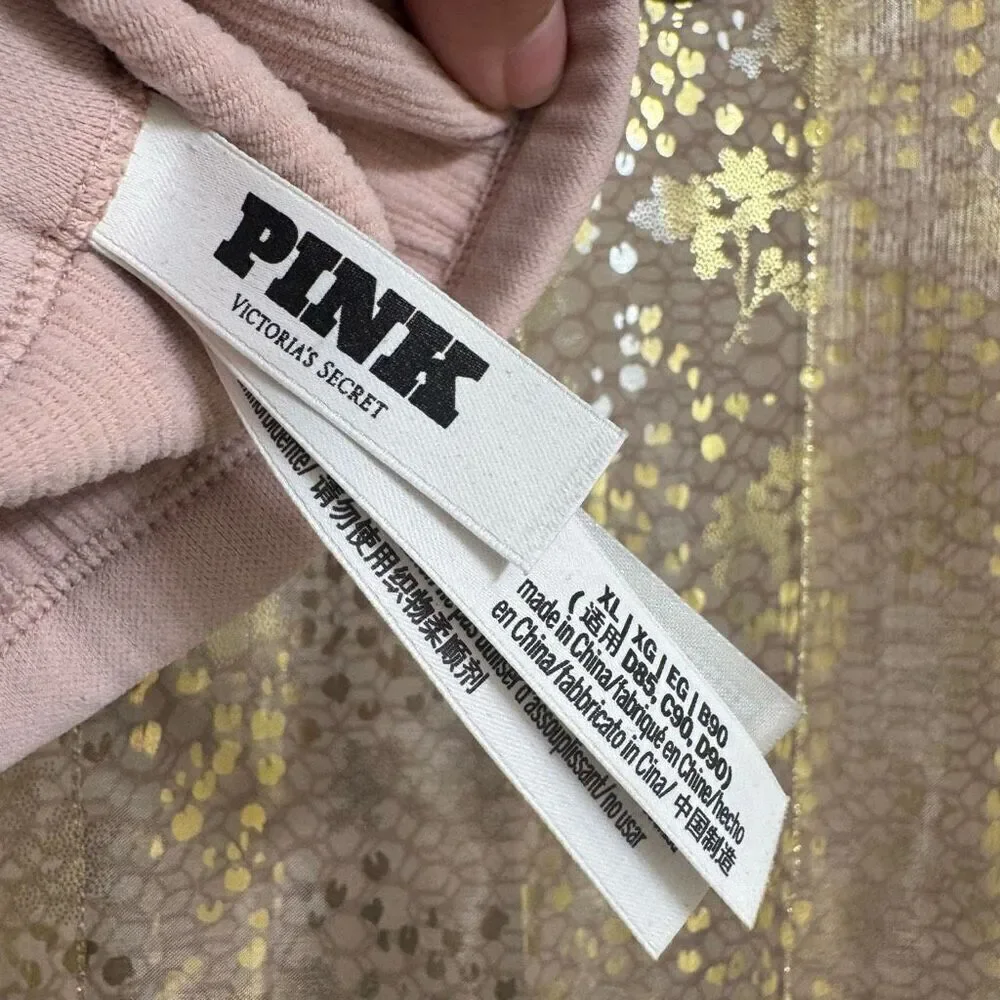 PINK
VICTORIA'S SECRET
XL | XG | EG | B90
(适用 D85, C90, D90)
made in China/fabriqué en Chine/hecho
en China/fabbricato in Cina/ 中国制造
请勿使用织物柔顺剂
pas utiliser d'assouplissant/no usar